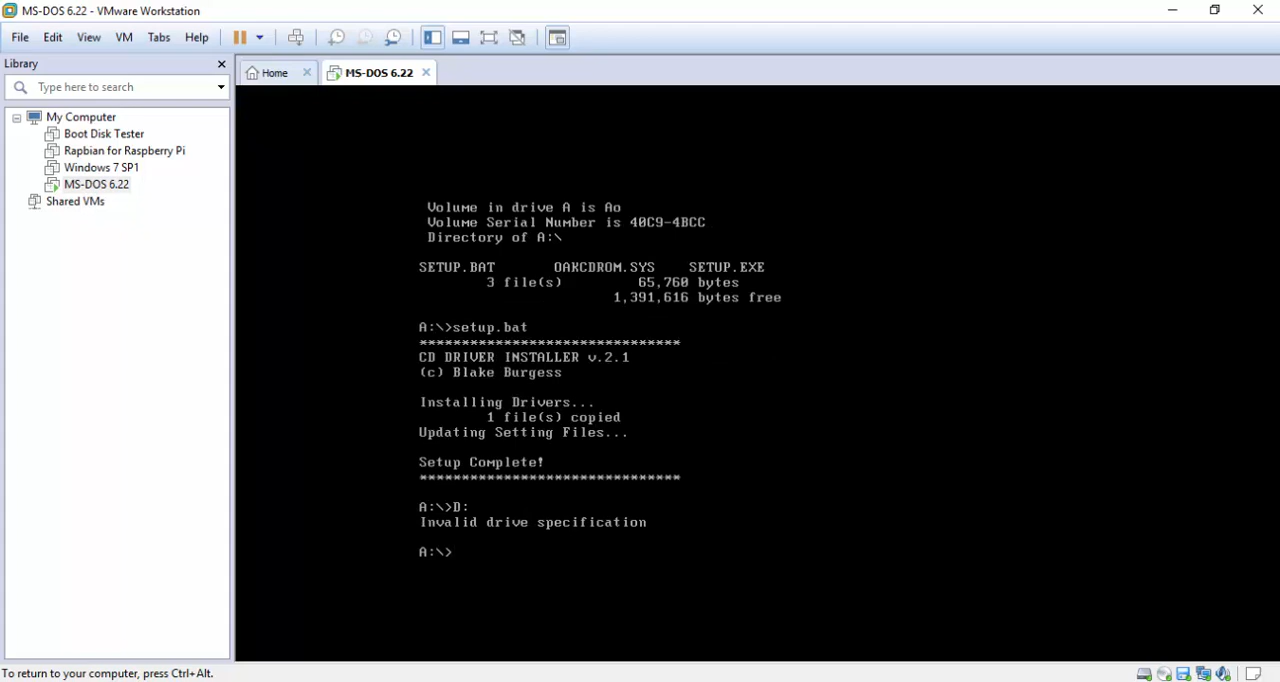 MS-DOS 6.22 - VMware Workstation
File Edit View VM Tabs Help
Library
Type here to search
Home
MS-DOS 6.22
My Computer
Boot Disk Tester
Rapbian for Raspberry Pi
Windows 7 SP1
MS-DOS 6.22
Shared VMs
Volume in drive A is Ao
Volume Serial Number is 40C9-4BCC
Directory of A:\
SETUP.BAT OAKCDROM.SYS SETUP.EXE
3 file(s) 65,760 bytes
1,391,616 bytes free
A:\>setup.bat
*******************************
CD DRIVER INSTALLER v.2.1
(c) Blake Burgess
Installing Drivers...
1 file(s) copied
Updating Setting Files...
Setup Complete!
*******************************
A:\>D:
Invalid drive specification
A:\>
To return to your computer, press Ctrl+Alt.